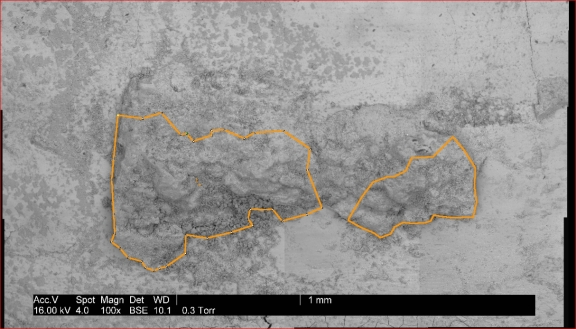 Acc.V Spot Magn Det WD 1 mm
16.00 kV 4.0 100x BSE 10.1 0.3 Torr